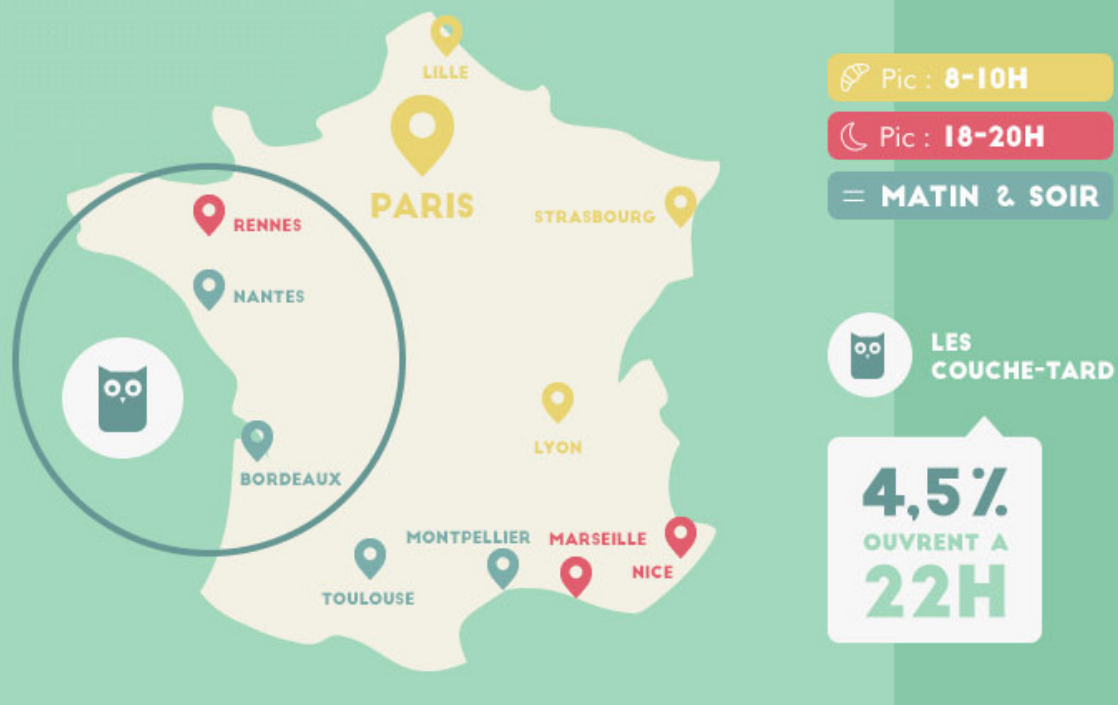 LILLE
PARIS
STRASBOURG
RENNES
NANTES
LYON
BORDEAUX
MONTPELLIER
MARSEILLE
NICE
TOULOUSE
Pic : 8-10H
Pic : 18-20H
= MATIN & SOIR
LES
COUCHE-TARD
4,5%
OUVRENT A
22H